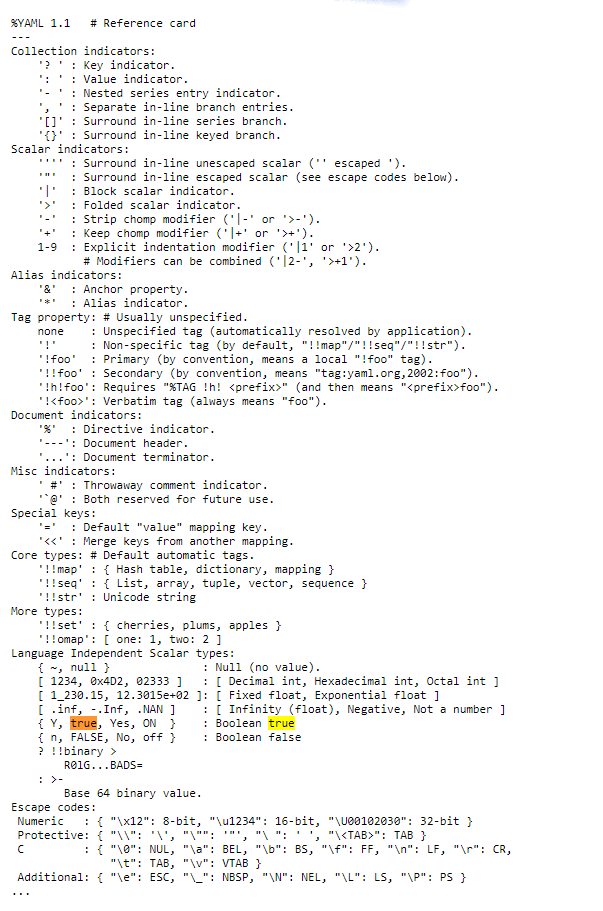 %YAML 1.1   # Reference card
---
Collection indicators:
    '? ' : Key indicator.
    ': ' : Value indicator.
    '- ' : Nested series entry indicator.
    ', ' : Separate in-line branch entries.
    '[]' : Surround in-line series branch.
    '{}' : Surround in-line keyed branch.
Scalar indicators:
    '''' : Surround in-line unescaped scalar ('' escaped ').
    '"'  : Surround in-line escaped scalar (see escape codes below).
    '|'  : Block scalar indicator.
    '>'  : Folded scalar indicator.
    '-'  : Strip chomp modifier ('|-' or '>-').
    '+'  : Keep chomp modifier ('|+' or '>+').
    1-9  : Explicit indentation modifier ('|1' or '>2').
           # Modifiers can be combined ('|2-', '>+1').
Alias indicators:
    '&'  : Anchor property.
    '*'  : Alias indicator.
Tag property: # Usually unspecified.
    none    : Unspecified tag (automatically resolved by application).
    '!'     : Non-specific tag (by default, "!!map"/"!!seq"/"!!str").
    '!foo'  : Primary (by convention, means a local "!foo" tag).
    '!!foo' : Secondary (by convention, means "tag:yaml.org,2002:foo").
    '!h!foo': Requires "%TAG !h! <prefix>" (and then means "<prefix>foo").
    '!<foo>': Verbatim tag (always means "foo").
Document indicators:
    '%'  : Directive indicator.
    '---': Document header.
    '...': Document terminator.
Misc indicators:
    ' #' : Throwaway comment indicator.
    '`@' : Both reserved for future use.
Special keys:
    '='  : Default "value" mapping key.
    '<<' : Merge keys from another mapping.
Core types: # Default automatic tags.
    '!!map' : { Hash table, dictionary, mapping }
    '!!seq' : { List, array, tuple, vector, sequence }
    '!!str' : Unicode string
More types:
    '!!set' : { cherries, plums, apples }
    '!!omap': [ one: 1, two: 2 ]
Language Independent Scalar types:
    { ~, null }              : Null (no value).
    [ 1234, 0x4D2, 02333 ]   : [ Decimal int, Hexadecimal int, Octal int ]
    [ 1_230.15, 12.3015e+02 ]: [ Fixed float, Exponential float ]
    [ .inf, -.Inf, .NAN ]    : [ Infinity (float), Negative, Not a number ]
    { Y, true, Yes, ON  }    : Boolean true
    { n, FALSE, No, off }    : Boolean false
    ? !!binary >
        R0lG...BADS=
    : >-
        Base 64 binary value.
Escape codes:
 Numeric   : { "\x12": 8-bit, "\u1234": 16-bit, "\U00102030": 32-bit }
 Protective: { "\\": '\', "\"": '"', "\ ": ' ', "\<TAB>": TAB }
 C         : { "\0": NUL, "\a": BEL, "\b": BS, "\f": FF, "\n": LF, "\r": CR,
               "\t": TAB, "\v": VTAB }
 Additional: { "\e": ESC, "\_": NBSP, "\N": NEL, "\L": LS, "\P": PS }
...